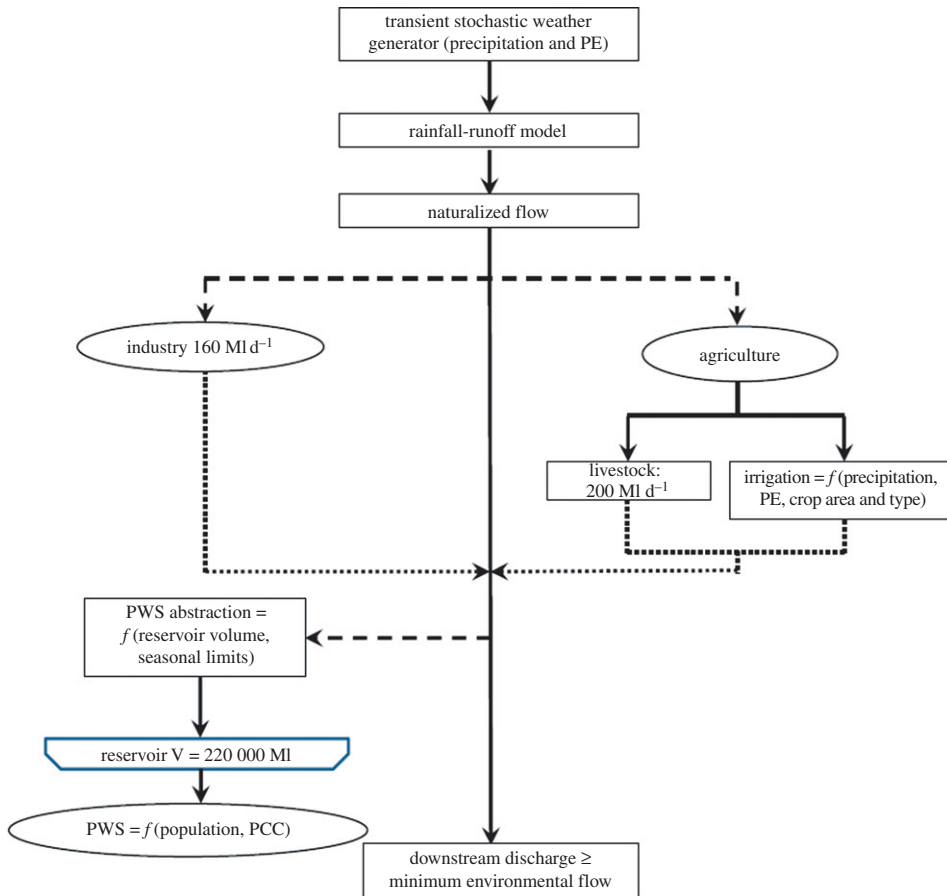 transient stochastic weather
generator (precipitation and PE)
rainfall-runoff model
naturalized flow
industry 160 Ml d⁻¹
agriculture
livestock:
200 Ml d⁻¹
irrigation = f (precipitation,
PE, crop area and type)
PWS abstraction =
f (reservoir volume,
seasonal limits)
reservoir V = 220 000 Ml
PWS = f (population, PCC)
downstream discharge ≥
minimum environmental flow